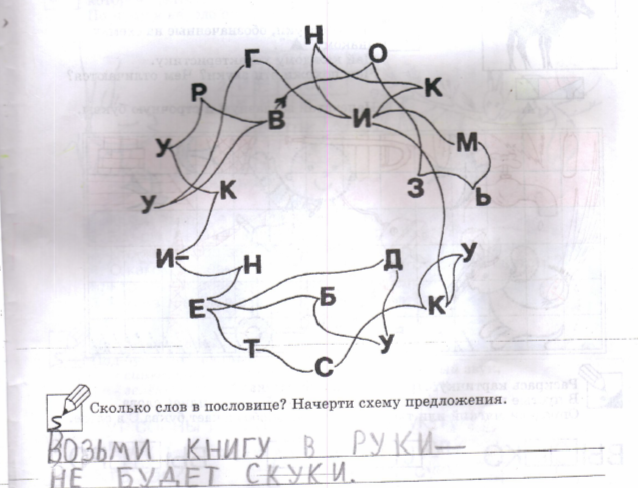 Н
О
Г
К
Р
В
И
М
У
З
Ь
У
К
И-
Н
Д
У
Е
Б
К
Т
У
С
Сколько слов в пословице? Начерти схему предложения.
ВОЗЬМИ КНИГУ В РУКИ—
НЕ БУДЕТ СКУКИ.